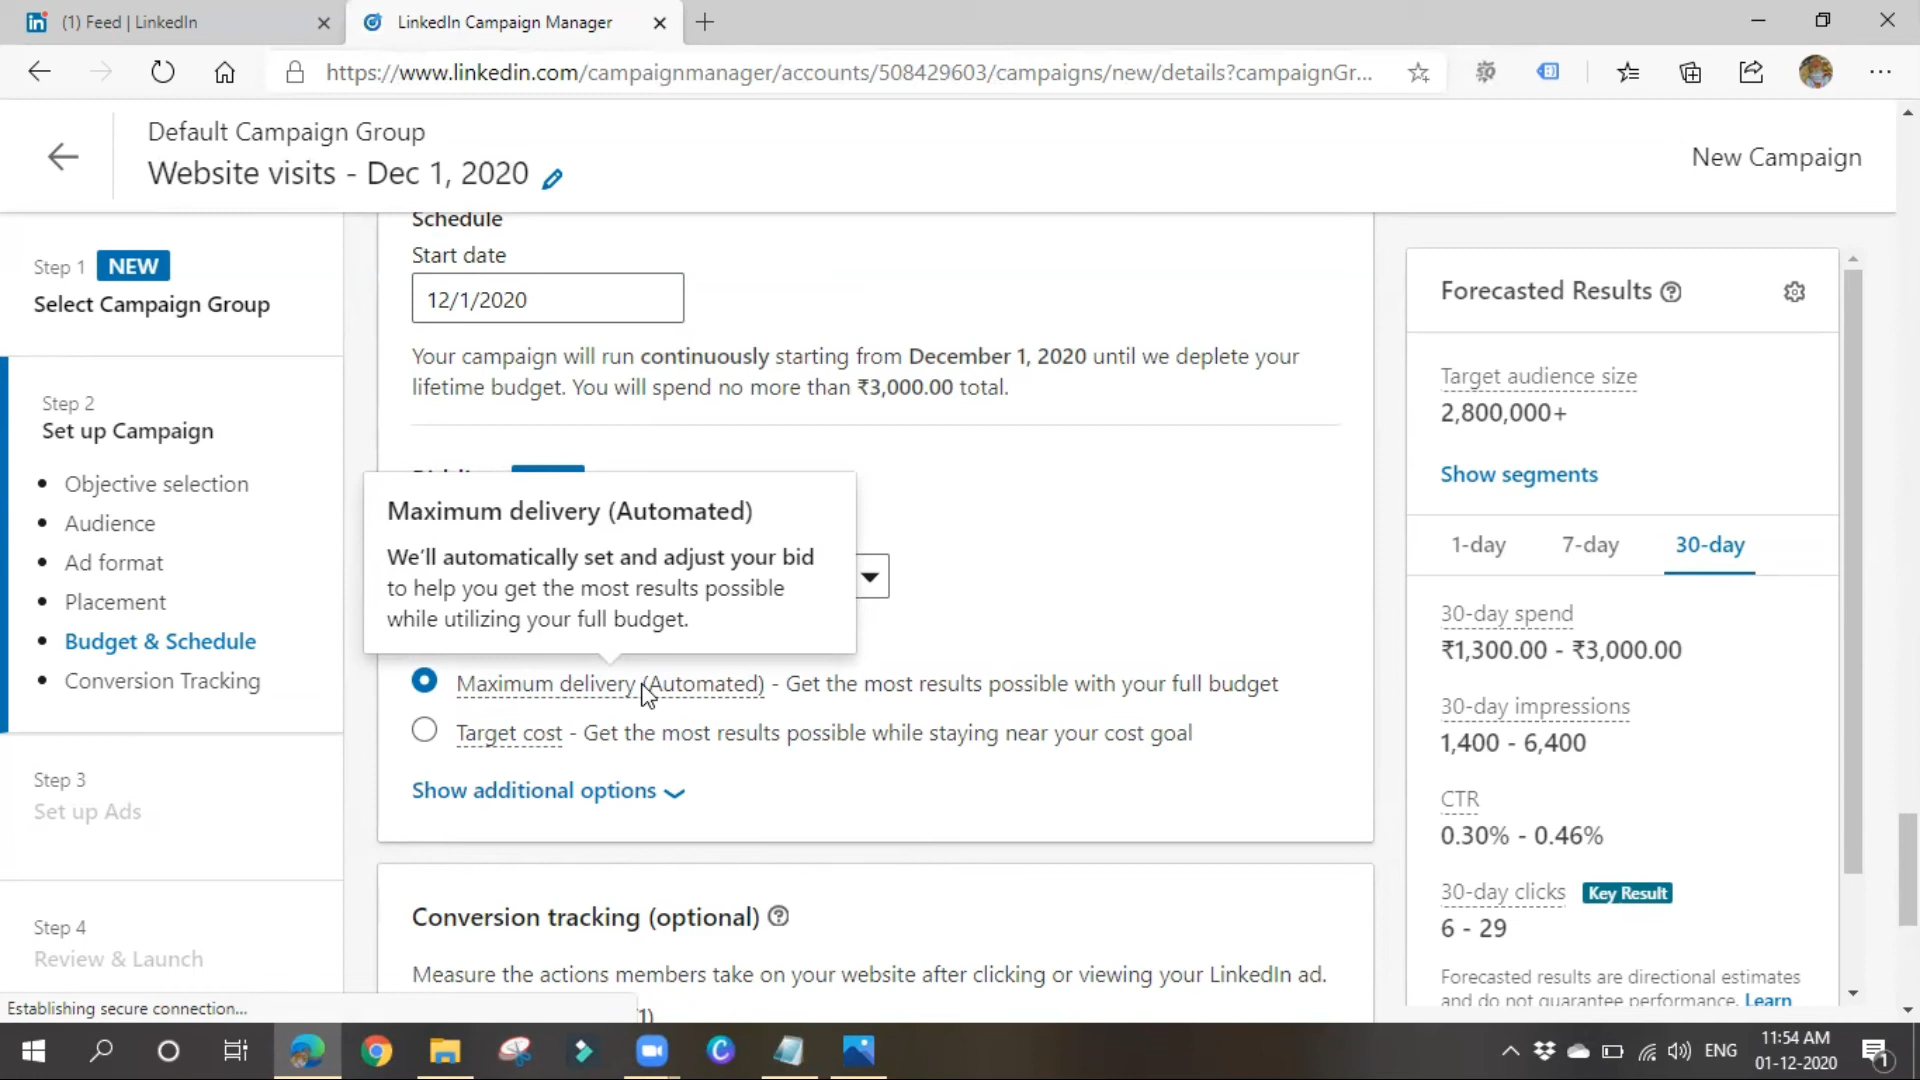 (1) Feed | LinkedIn
LinkedIn Campaign Manager
https://www.linkedin.com/campaignmanager/accounts/508429603/campaigns/new/details?campaignGr...
Default Campaign Group
Website visits - Dec 1, 2020
New Campaign
Step 1 NEW
Select Campaign Group
Step 2
Set up Campaign
• Objective selection
• Audience
• Ad format
• Placement
• Budget & Schedule
• Conversion Tracking
Step 3
Set up Ads
Step 4
Review & Launch
Schedule
Start date
12/1/2020
Your campaign will run continuously starting from December 1, 2020 until we deplete your
lifetime budget. You will spend no more than ₹3,000.00 total.
Maximum delivery (Automated)
We'll automatically set and adjust your bid
to help you get the most results possible
while utilizing your full budget.
Maximum delivery (Automated) - Get the most results possible with your full budget
Target cost - Get the most results possible while staying near your cost goal
Show additional options
Conversion tracking (optional)
Measure the actions members take on your website after clicking or viewing your LinkedIn ad.
1)
Forecasted Results
Target audience size
2,800,000+
Show segments
1-day 7-day 30-day
30-day spend
₹1,300.00 - ₹3,000.00
30-day impressions
1,400 - 6,400
CTR
0.30% - 0.46%
30-day clicks Key Result
6 - 29
Forecasted results are directional estimates
and do not guarantee performance. Learn
Establishing secure connection...
ENG
11:54 AM
01-12-2020
1